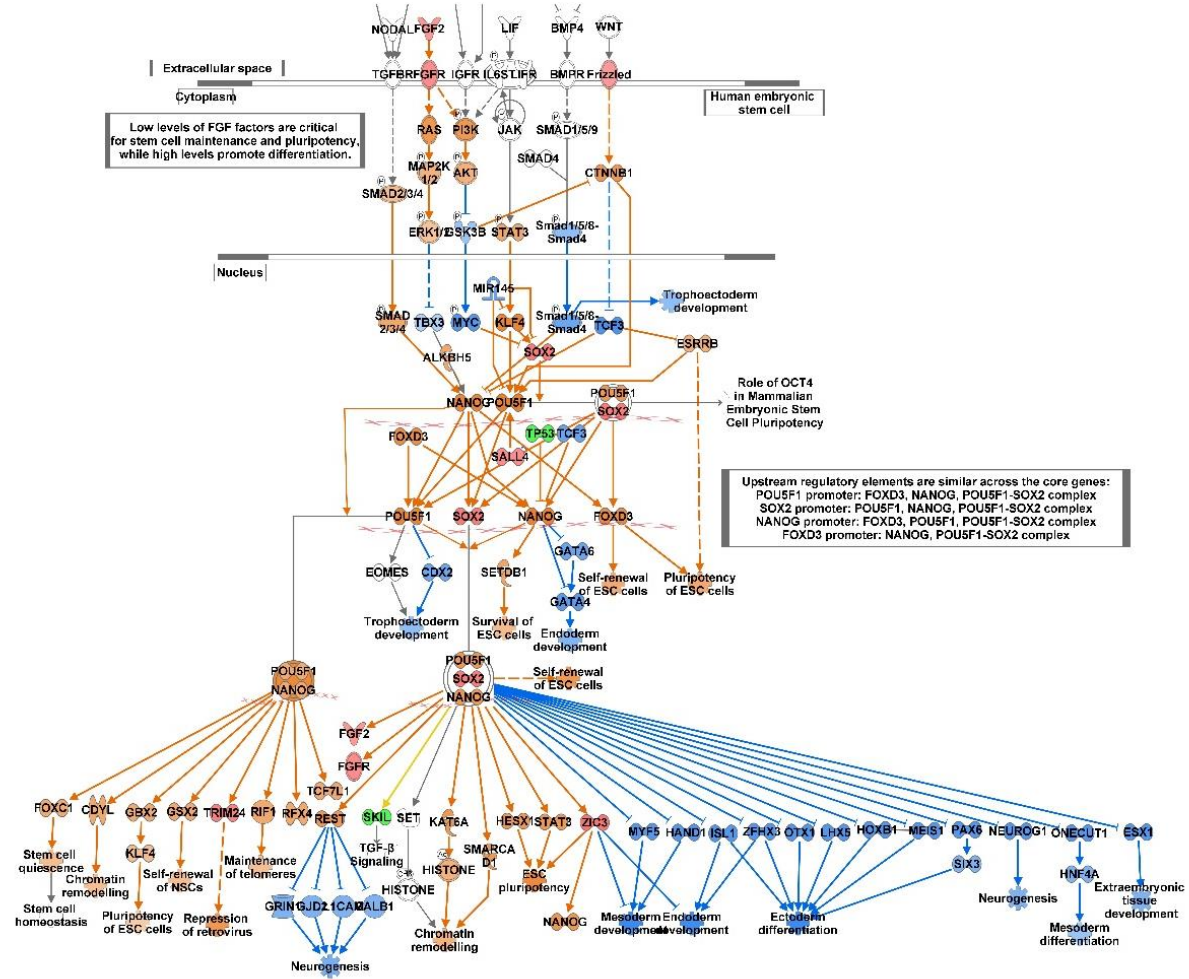 NODAL FGF2 LIF BMP4 WNT
Extracellular space
TGFBR FGFR IGFR IL6ST LIFR BMPR Frizzled
Cytoplasm
Human embryonic
stem cell
Low levels of FGF factors are critical
for stem cell maintenance and pluripotency,
while high levels promote differentiation.
RAS PI3K JAK SMAD1/5/9
SMAD4
MAP2K
1/2
AKT
CTNNB1
SMAD2/3/4
ERK1/2 GSK3B STAT3
Smad1/5/8-
Smad4
Nucleus
MIR145
Trophoectoderm
development
SMAD
2/3/4
TBX3 MYC KLF4
Smad1/5/8-
Smad4
TCF3
ESRRB
SOX2
ALKBH5
NANOG POU5F1
POU5F1
SOX2
Role of OCT4
in Mammalian
Embryonic Stem
Cell Pluripotency
FOXD3 TP53 TCF3
SALL4
Upstream regulatory elements are similar across the core genes:
POU5F1 promoter: FOXD3, NANOG, POU5F1-SOX2 complex
SOX2 promoter: POU5F1, NANOG, POU5F1-SOX2 complex
NANOG promoter: FOXD3, POU5F1, POU5F1-SOX2 complex
FOXD3 promoter: NANOG, POU5F1-SOX2 complex
POU5F1 SOX2 NANOG FOXD3
GATA6
EOMES CDX2 SETDB1
Self-renewal
of ESC cells
Pluripotency
of ESC cells
GATA4
Trophoectoderm
development
Survival of
ESC cells
Endoderm
development
POU5F1
NANOG
POU5F1
SOX2
NANOG
Self-renewal
of ESC cells
FGF2
FGFR
TCF7L1
FOXC1 CDYL GBX2 GSX2 TRIM24 RIF1 RFX4 REST SKIL SET KAT6A HESX1 STAT3 ZIC3 MYF5 HAND1 ISL1 ZFHX3 OTX1 LHX5 HOXB1 MEIS1 PAX6 NEUROG1 ONECUT1 ESX1
KLF4
TGF-β
Signaling
SMARCA
D1
SIX3
Stem cell
quiescence
Chromatin
remodelling
Self-renewal
of NSCs
Maintenance
of telomeres
HISTONE
HISTONE
ESC
pluripotency
HNF4A
Stem cell
homeostasis
Pluripotency
of ESC cells
Repression
of retrovirus
GRIN1 GJD2 L1CAM CALB1
Neurogenesis
Chromatin
remodelling
NANOG
Mesoderm
development
Endoderm
development
Ectoderm
differentiation
Neurogenesis
Mesoderm
differentiation
Extraembryonic
tissue
development